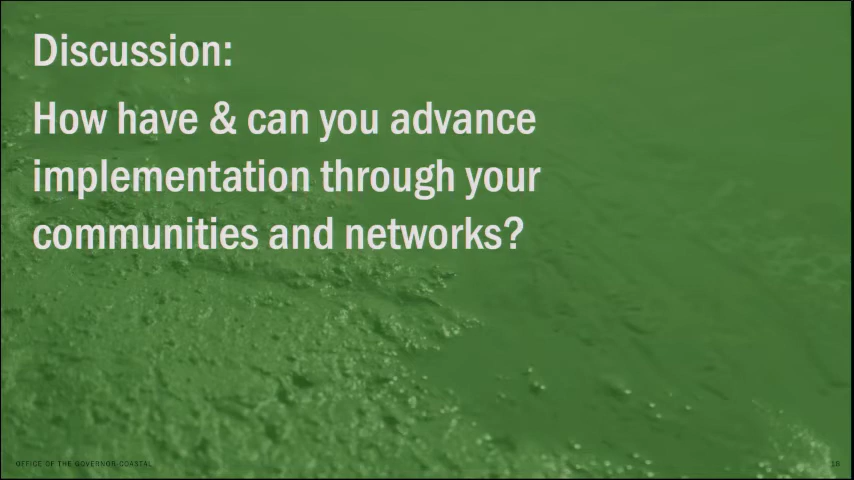 Discussion:
How have & can you advance
implementation through your
communities and networks?
OFFICE OF THE GOVERNOR-COASTAL